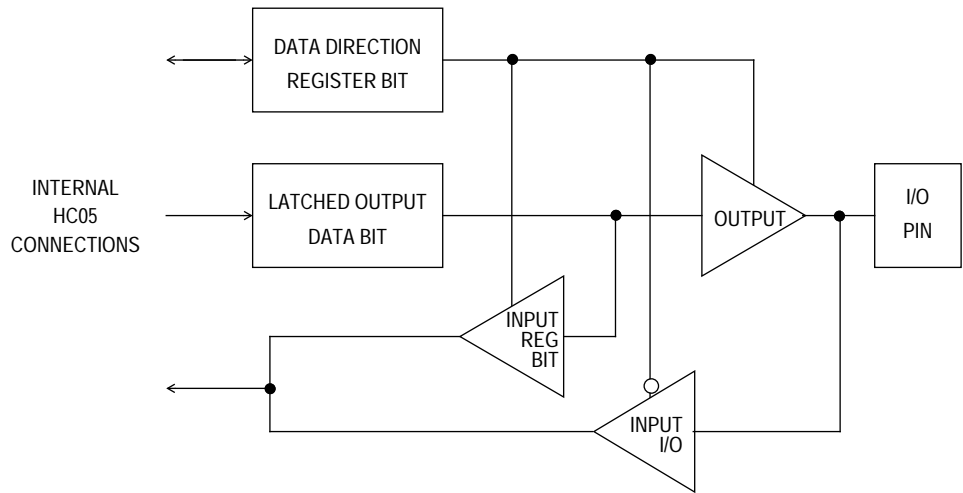 DATA DIRECTION
REGISTER BIT
INTERNAL
HC05
CONNECTIONS
LATCHED OUTPUT
DATA BIT
OUTPUT
I/O
PIN
INPUT
REG
BIT
INPUT
I/O